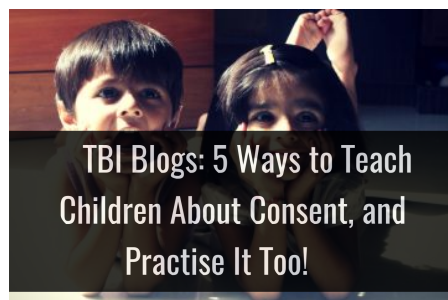 TBI Blogs: 5 Ways to Teach
Children About Consent, and
Practise It Too!